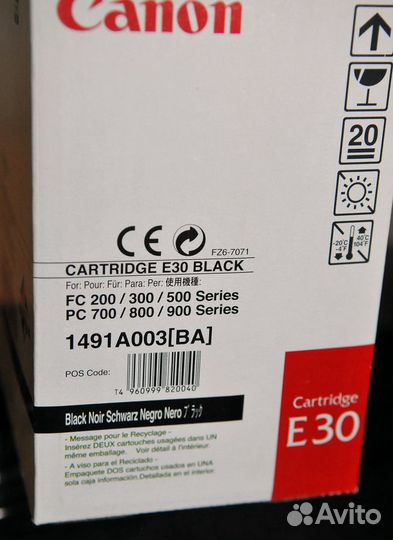 Canon
20
-20°C
-4°F
40°C
104°F
CE
FZ6-7071
CARTRIDGE E30 BLACK
For: Pour: Für: Para: Per: 使用機種:
FC 200 / 300 / 500 Series
PC 700 / 800 / 900 Series
1491A003[BA]
POS Code:
T4 960999 820040
Black Noir Schwarz Negro Nero ブラック
- Message pour le Recyclage -
Insérez DEUX cartouches usagées dans UN
même emballage. Voir détail à l'intérieur.
- A viso para el Reciclado -
Empaquete DOS cartuchos usados en UNA
sola caja información. Detallada en el interior.
Cartridge
E30
Avito